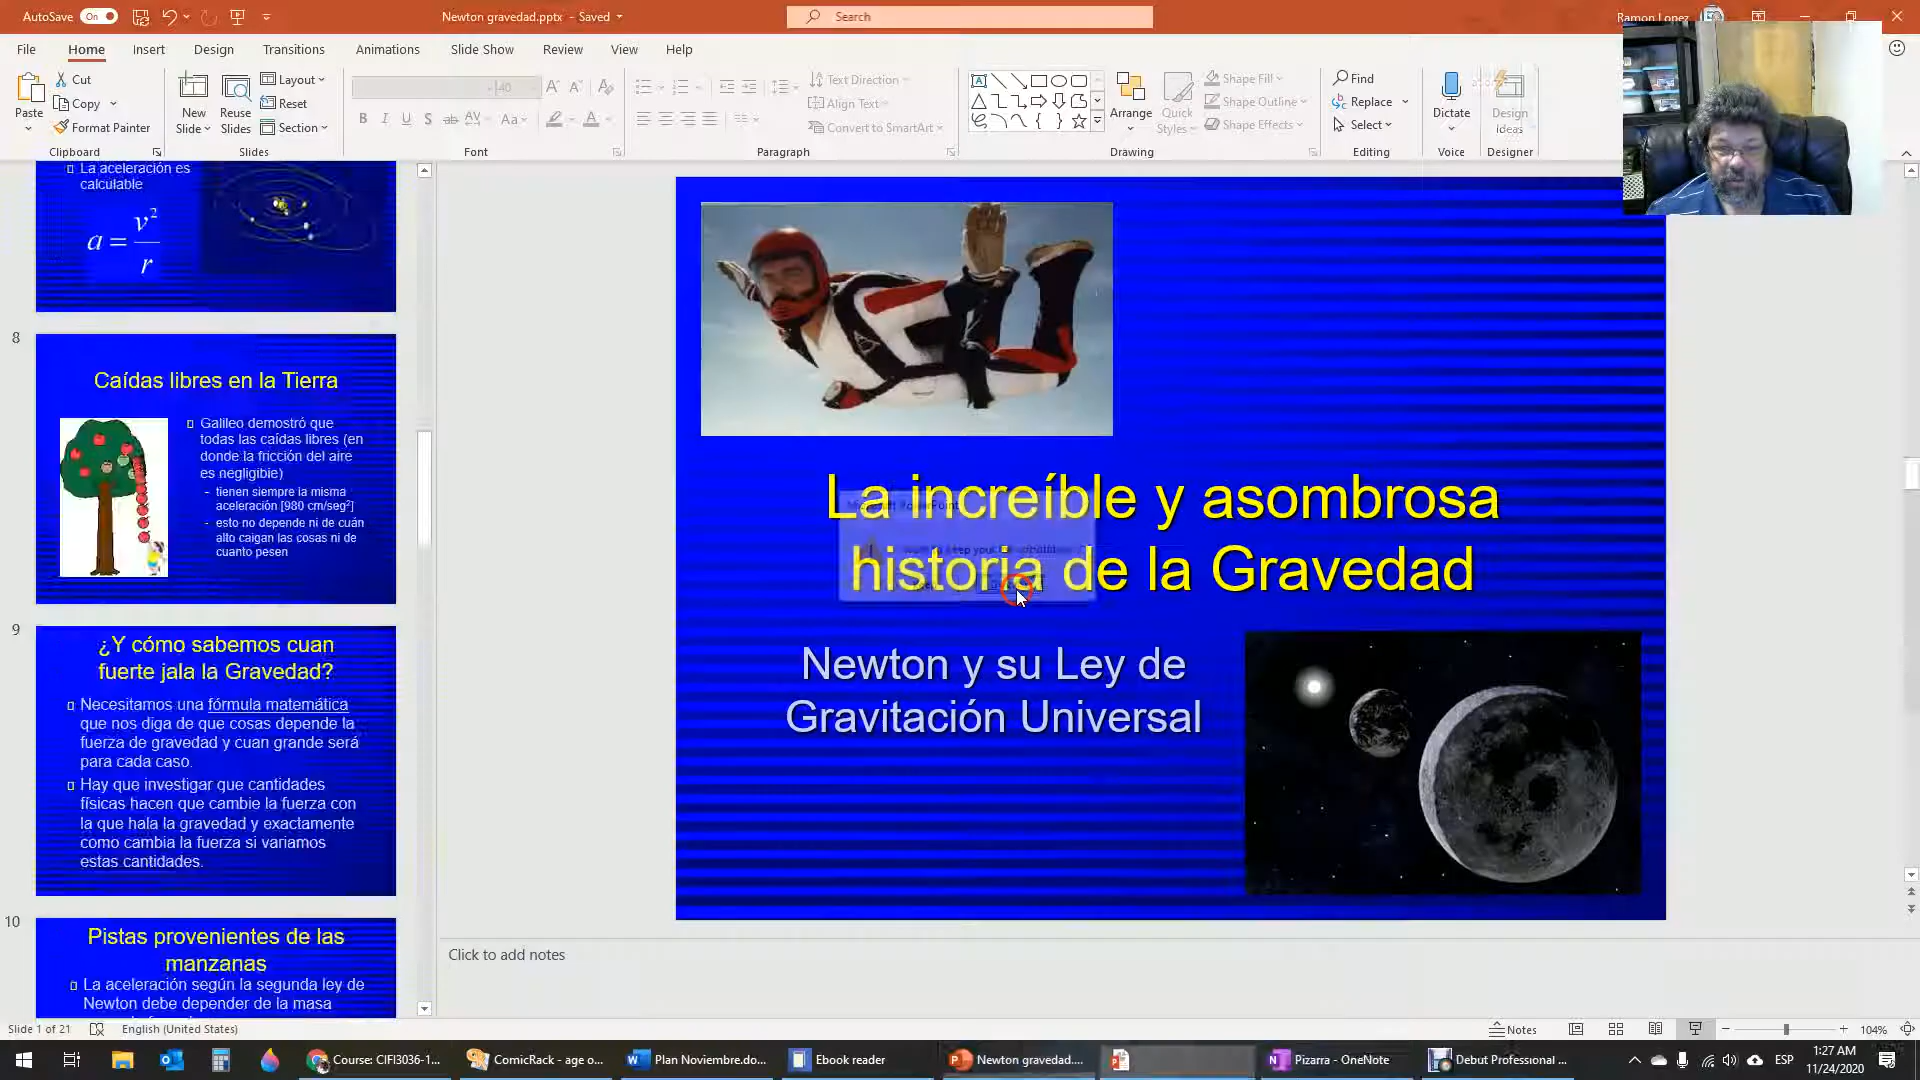 AutoSave On
Newton gravedad.pptx - Saved
Search
Ramon Lopez
File Home Insert Design Transitions Animations Slide Show Review View Help
Paste
Cut
Copy
Format Painter
Clipboard
New Slide
Reuse Slides
Layout
Reset
Section
Slides
40
B I U S ab AV Aa A
Font
Text Direction
Align Text
Convert to SmartArt
Paragraph
Arrange
Quick Styles
Shape Fill
Shape Outline
Shape Effects
Drawing
Find
Replace
Select
Editing
Dictate
Voice
Design Ideas
Designer
La aceleración es
calculable
a = v²/r
8
Caídas libres en la Tierra
Galileo demostró que
todas las caídas libres (en
donde la fricción del aire
es negligible)
- tienen siempre la misma
aceleración [980 cm/seg²]
- esto no depende ni de cuán
alto caigan las cosas ni de
cuanto pesen
9
¿Y cómo sabemos cuan
fuerte jala la Gravedad?
Necesitamos una fórmula matemática
que nos diga de que cosas depende la
fuerza de gravedad y cuan grande será
para cada caso.
Hay que investigar que cantidades
físicas hacen que cambie la fuerza con
la que hala la gravedad y exactamente
como cambia la fuerza si variamos
estas cantidades.
10
Pistas provenientes de las
manzanas
La aceleración según la segunda ley de
Newton debe depender de la masa
La increíble y asombrosa
historia de la Gravedad
Newton y su Ley de
Gravitación Universal
Microsoft PowerPoint
Click to add notes
Slide 1 of 21
English (United States)
Notes
104%
Course: CIFI3036-1...
ComicRack - age o...
Plan Noviembre.do...
Ebook reader
Newton gravedad....
Pizarra - OneNote
Debut Professional ...
ESP
1:27 AM
11/24/2020